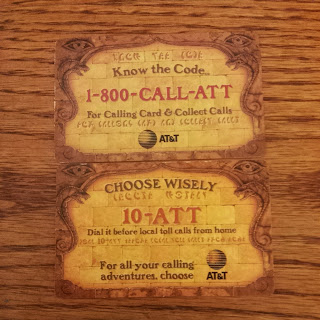 Know the Code..
1-800-CALL-ATT
For Calling Card & Collect Calls
AT&T
CHOOSE WISELY
10-ATT
Dial it before local toll calls from home
For all your calling
adventures, choose
AT&T